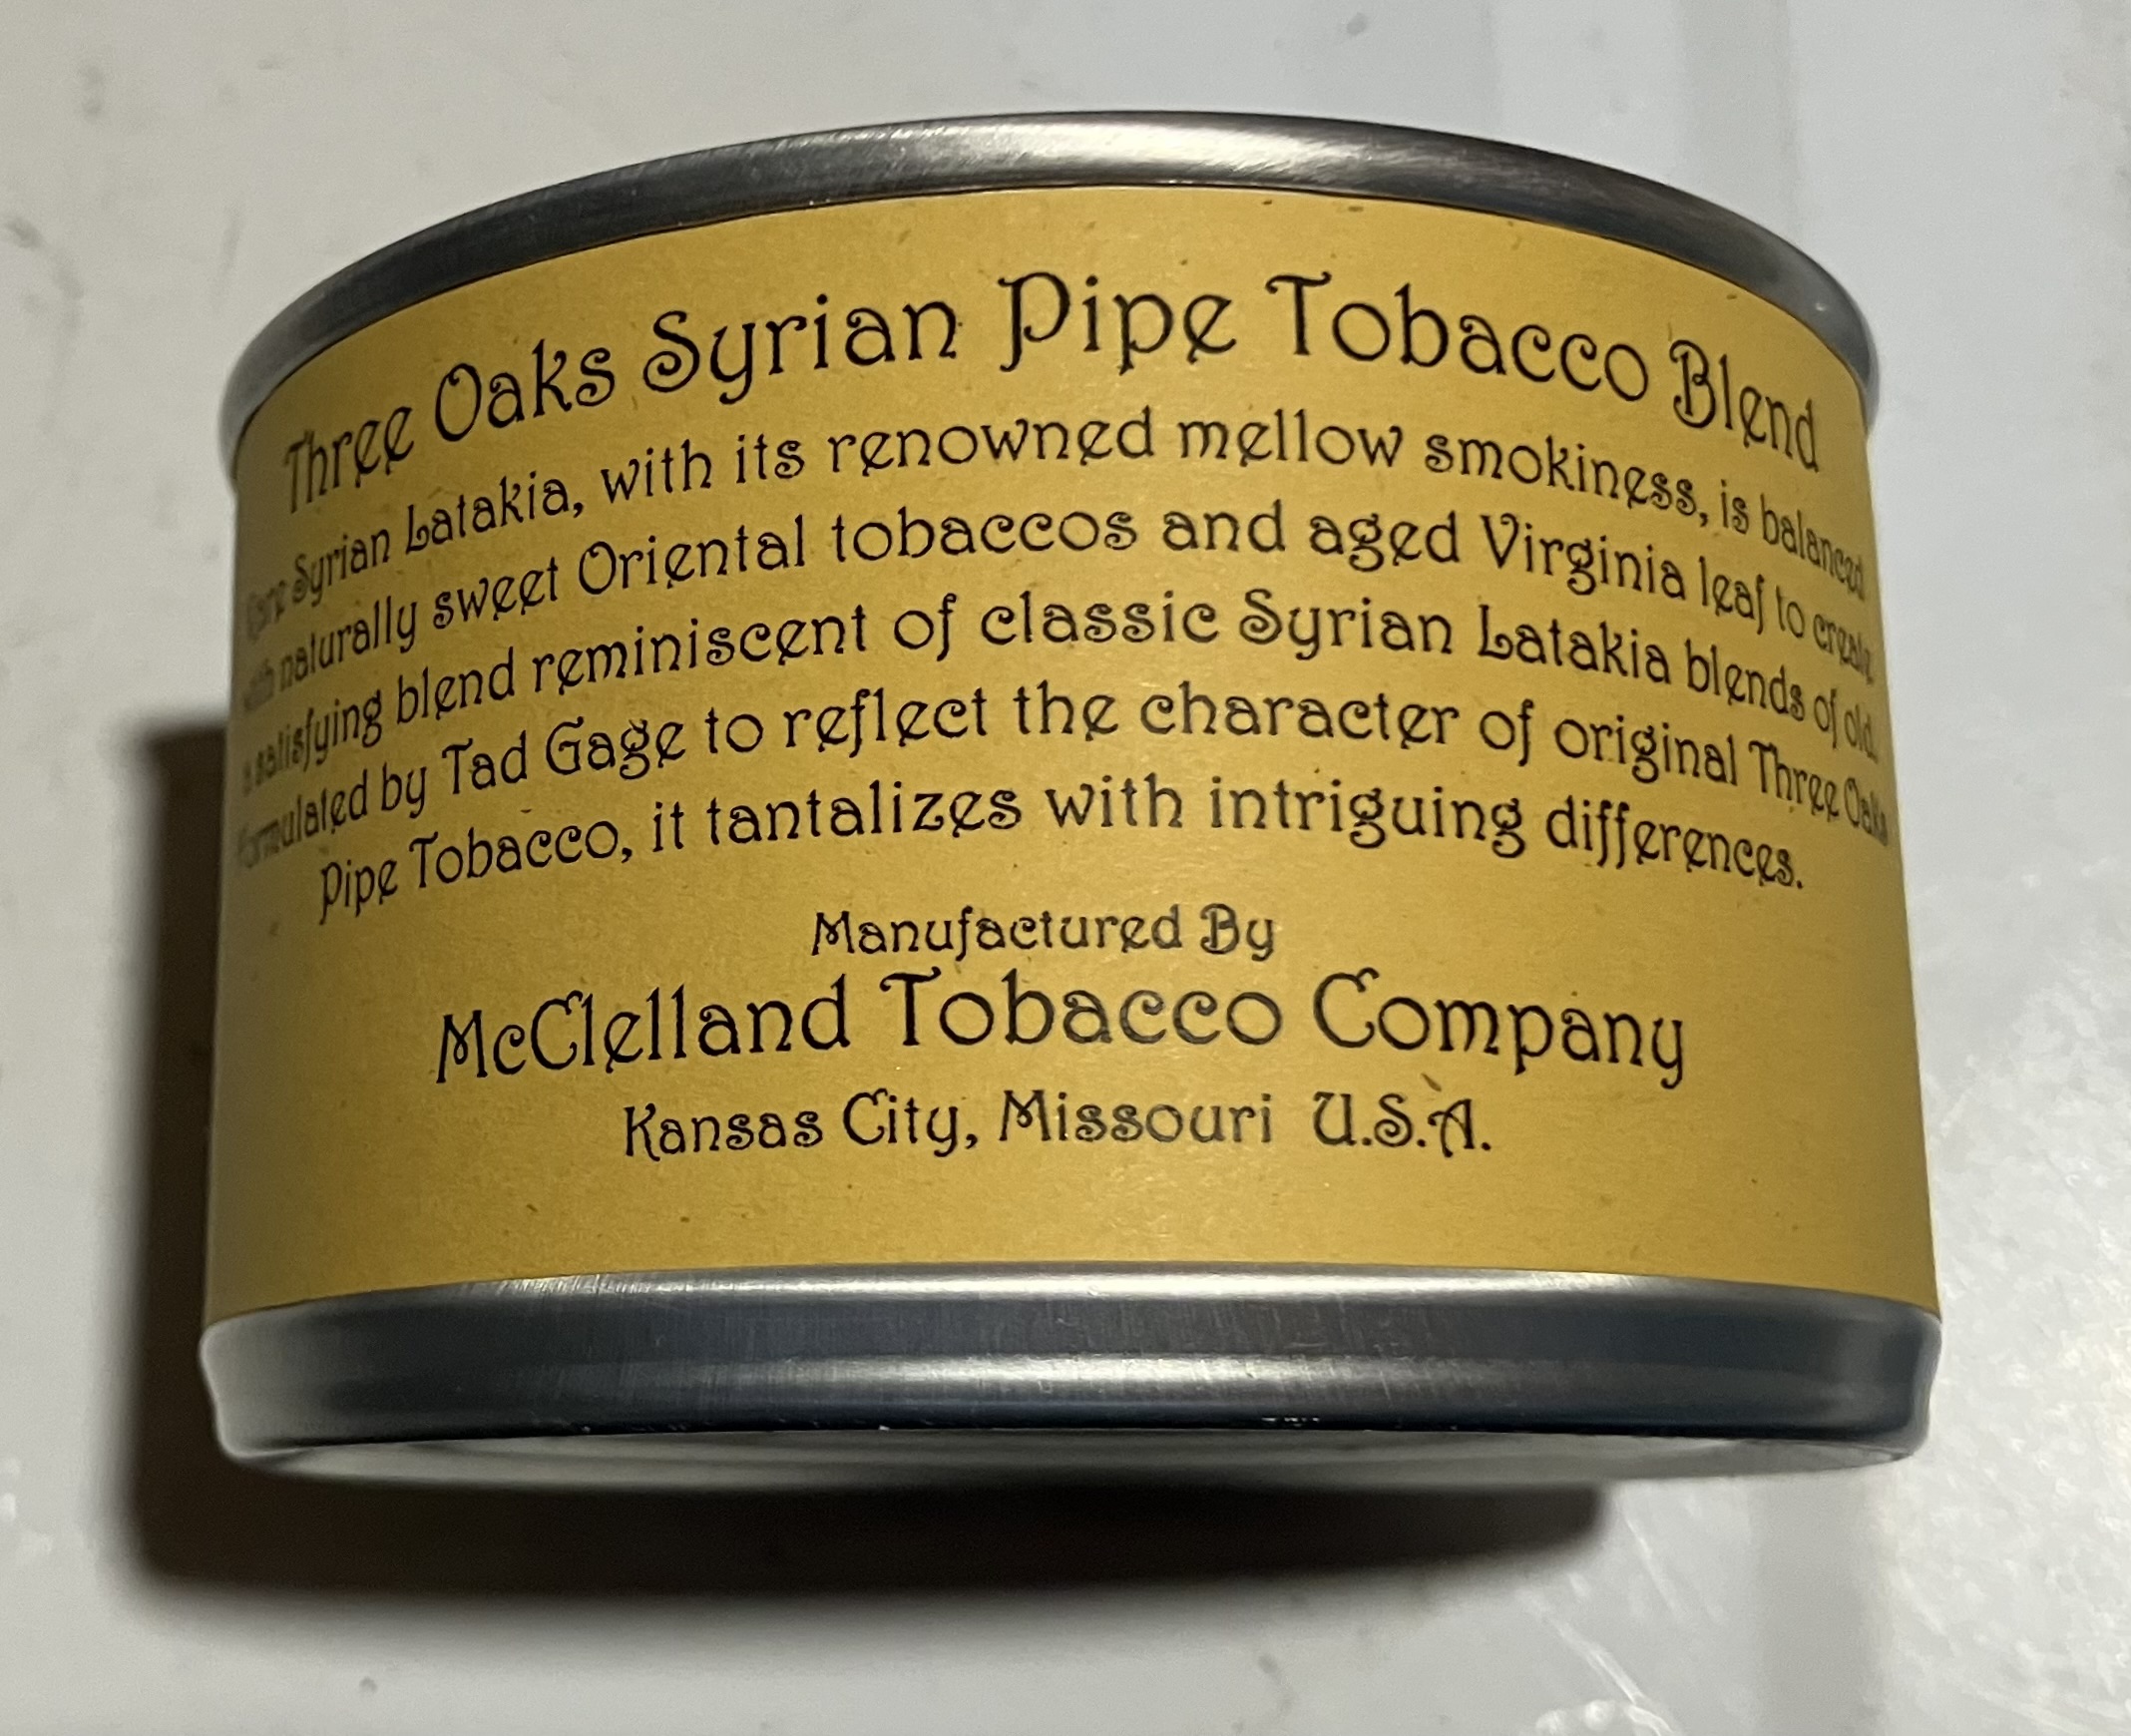 Three Oaks Syrian Pipe Tobacco Blend
Rare Syrian Latakia, with its renowned mellow smokiness, is balanced
with naturally sweet Oriental tobaccos and aged Virginia leaf to create
a satisfying blend reminiscent of classic Syrian Latakia blends of old.
Formulated by Tad Gage to reflect the character of original Three Oaks
Pipe Tobacco, it tantalizes with intriguing differences.
Manufactured By
McClelland Tobacco Company
Kansas City, Missouri U.S.A.